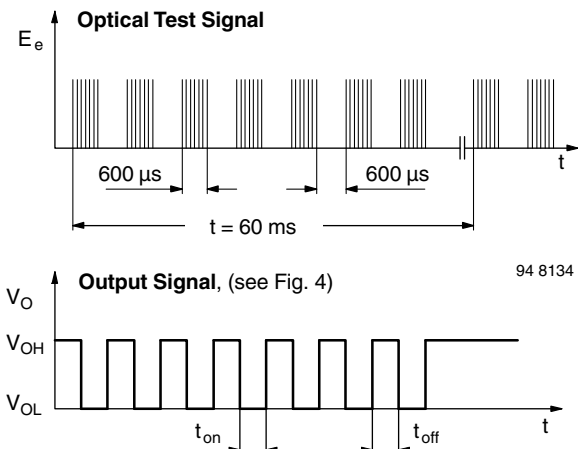 Optical Test Signal
E_e
t
600 µs
600 µs
t = 60 ms
94 8134
Output Signal, (see Fig. 4)
V_O
V_OH
V_OL
t_on
t_off
t